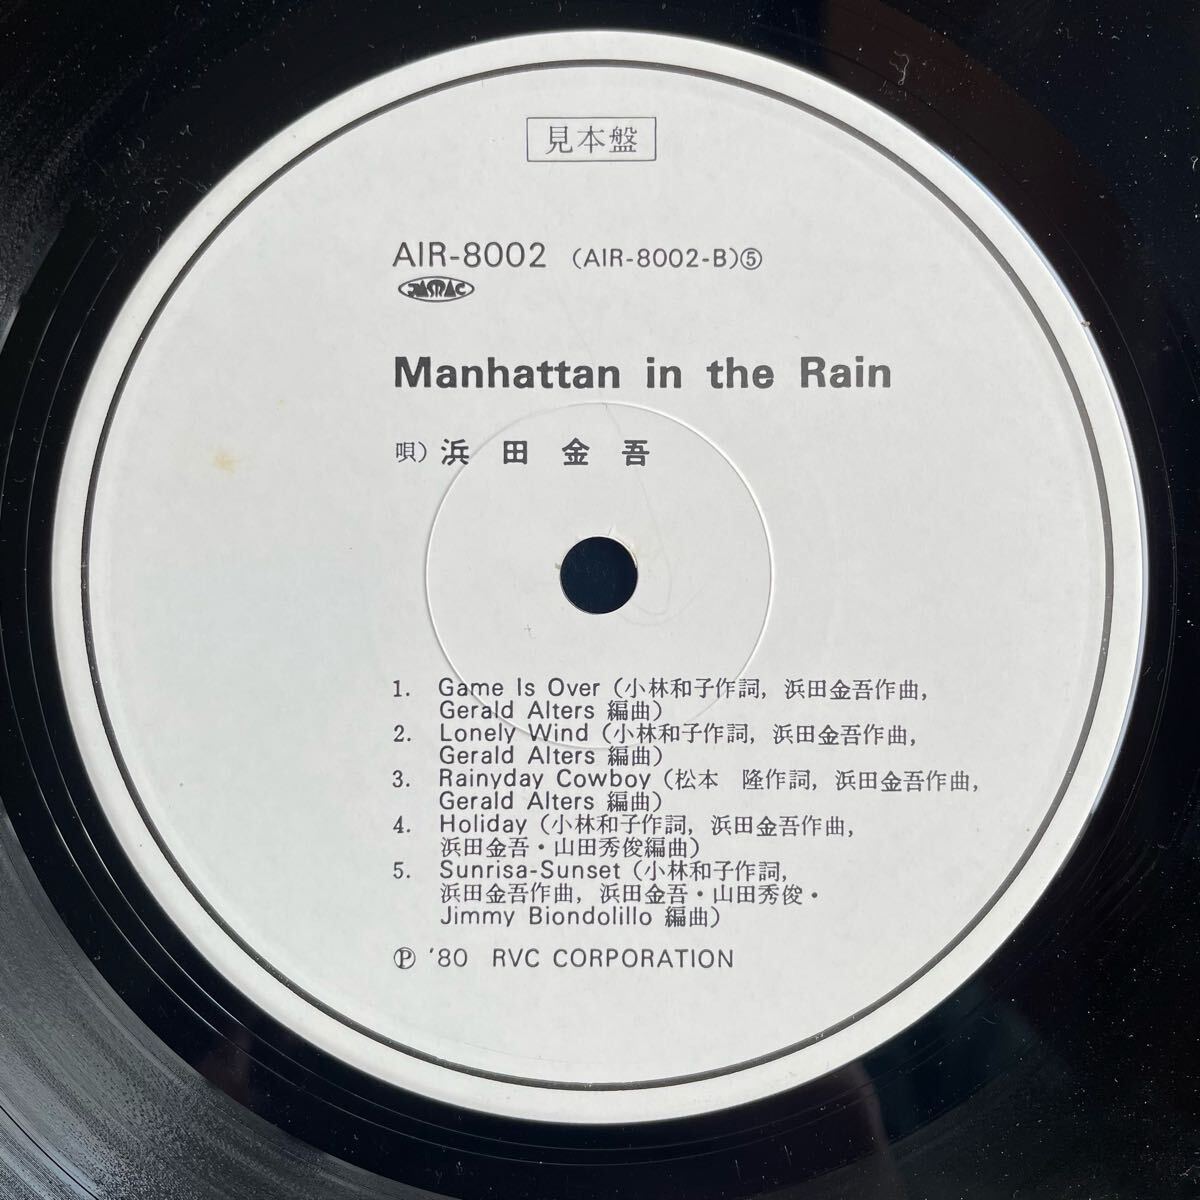 見本盤
AIR-8002 (AIR-8002-B)⑤
JASRAC
Manhattan in the Rain
唄) 浜田金吾
1. Game Is Over (小林和子作詞, 浜田金吾作曲,
Gerald Alters 編曲)
2. Lonely Wind (小林和子作詞, 浜田金吾作曲,
Gerald Alters 編曲)
3. Rainyday Cowboy (松本 隆作詞, 浜田金吾作曲,
Gerald Alters 編曲)
4. Holiday (小林和子作詞, 浜田金吾作曲,
浜田金吾・山田秀俊編曲)
5. Sunrisa-Sunset (小林和子作詞,
浜田金吾作曲, 浜田金吾・山田秀俊・
Jimmy Biondolillo 編曲)
Ⓟ '80 RVC CORPORATION